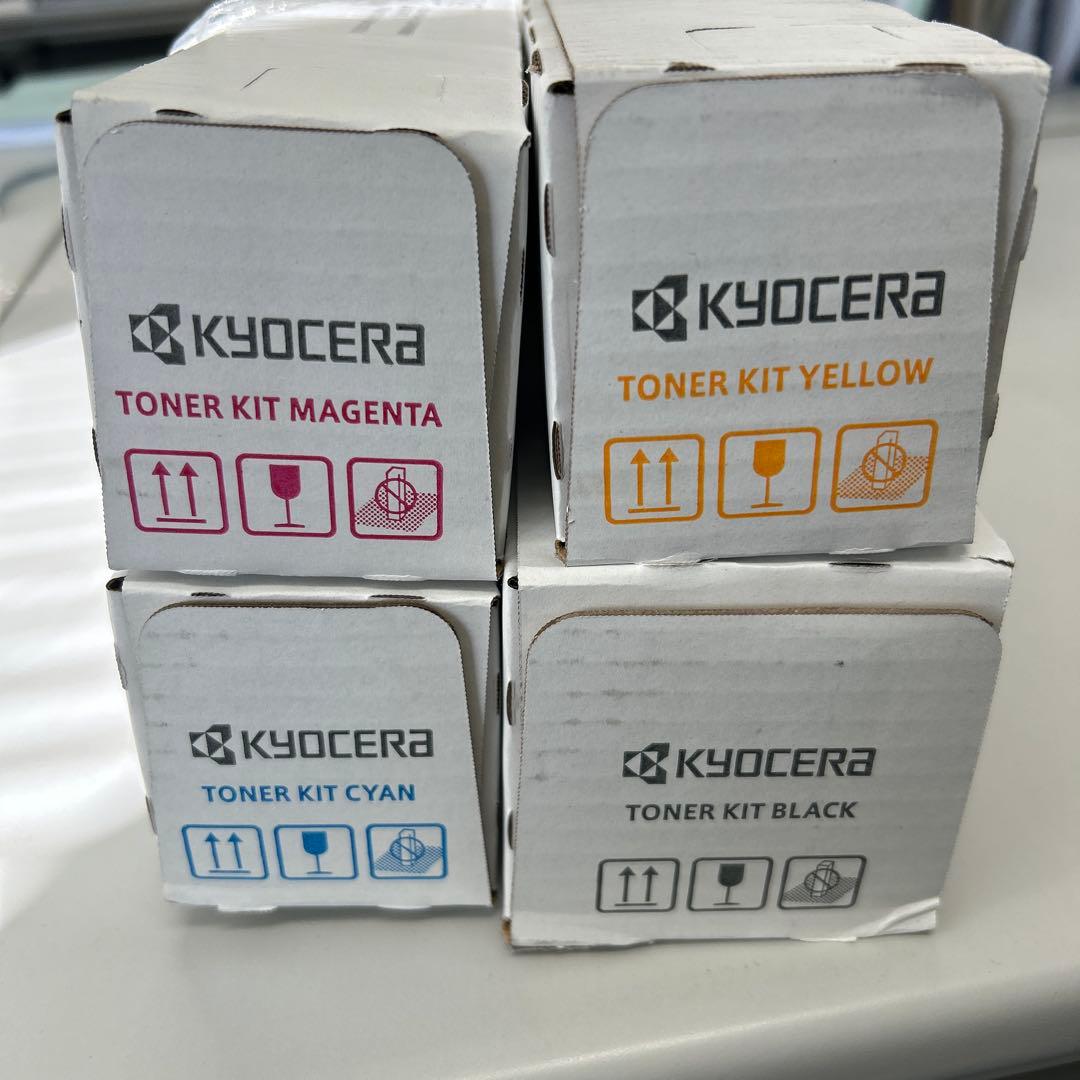 KYOCERA
TONER KIT MAGENTA
KYOCERA
TONER KIT YELLOW
KYOCERA
TONER KIT CYAN
KYOCERA
TONER KIT BLACK